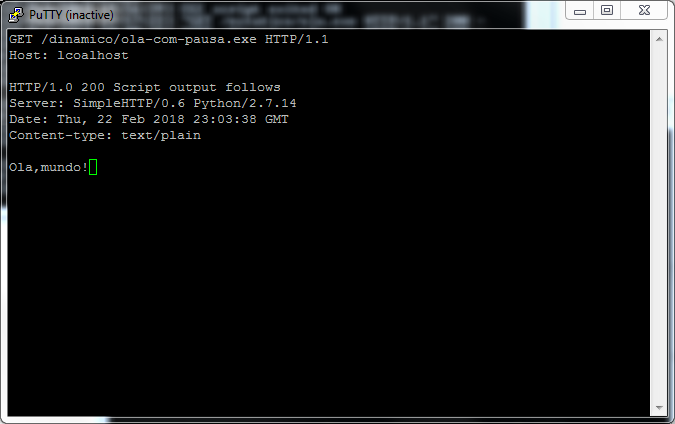 PuTTY (inactive)
GET /dinamico/ola-com-pausa.exe HTTP/1.1
Host: lcoalhost
HTTP/1.0 200 Script output follows
Server: SimpleHTTP/0.6 Python/2.7.14
Date: Thu, 22 Feb 2018 23:03:38 GMT
Content-type: text/plain
Ola,mundo!